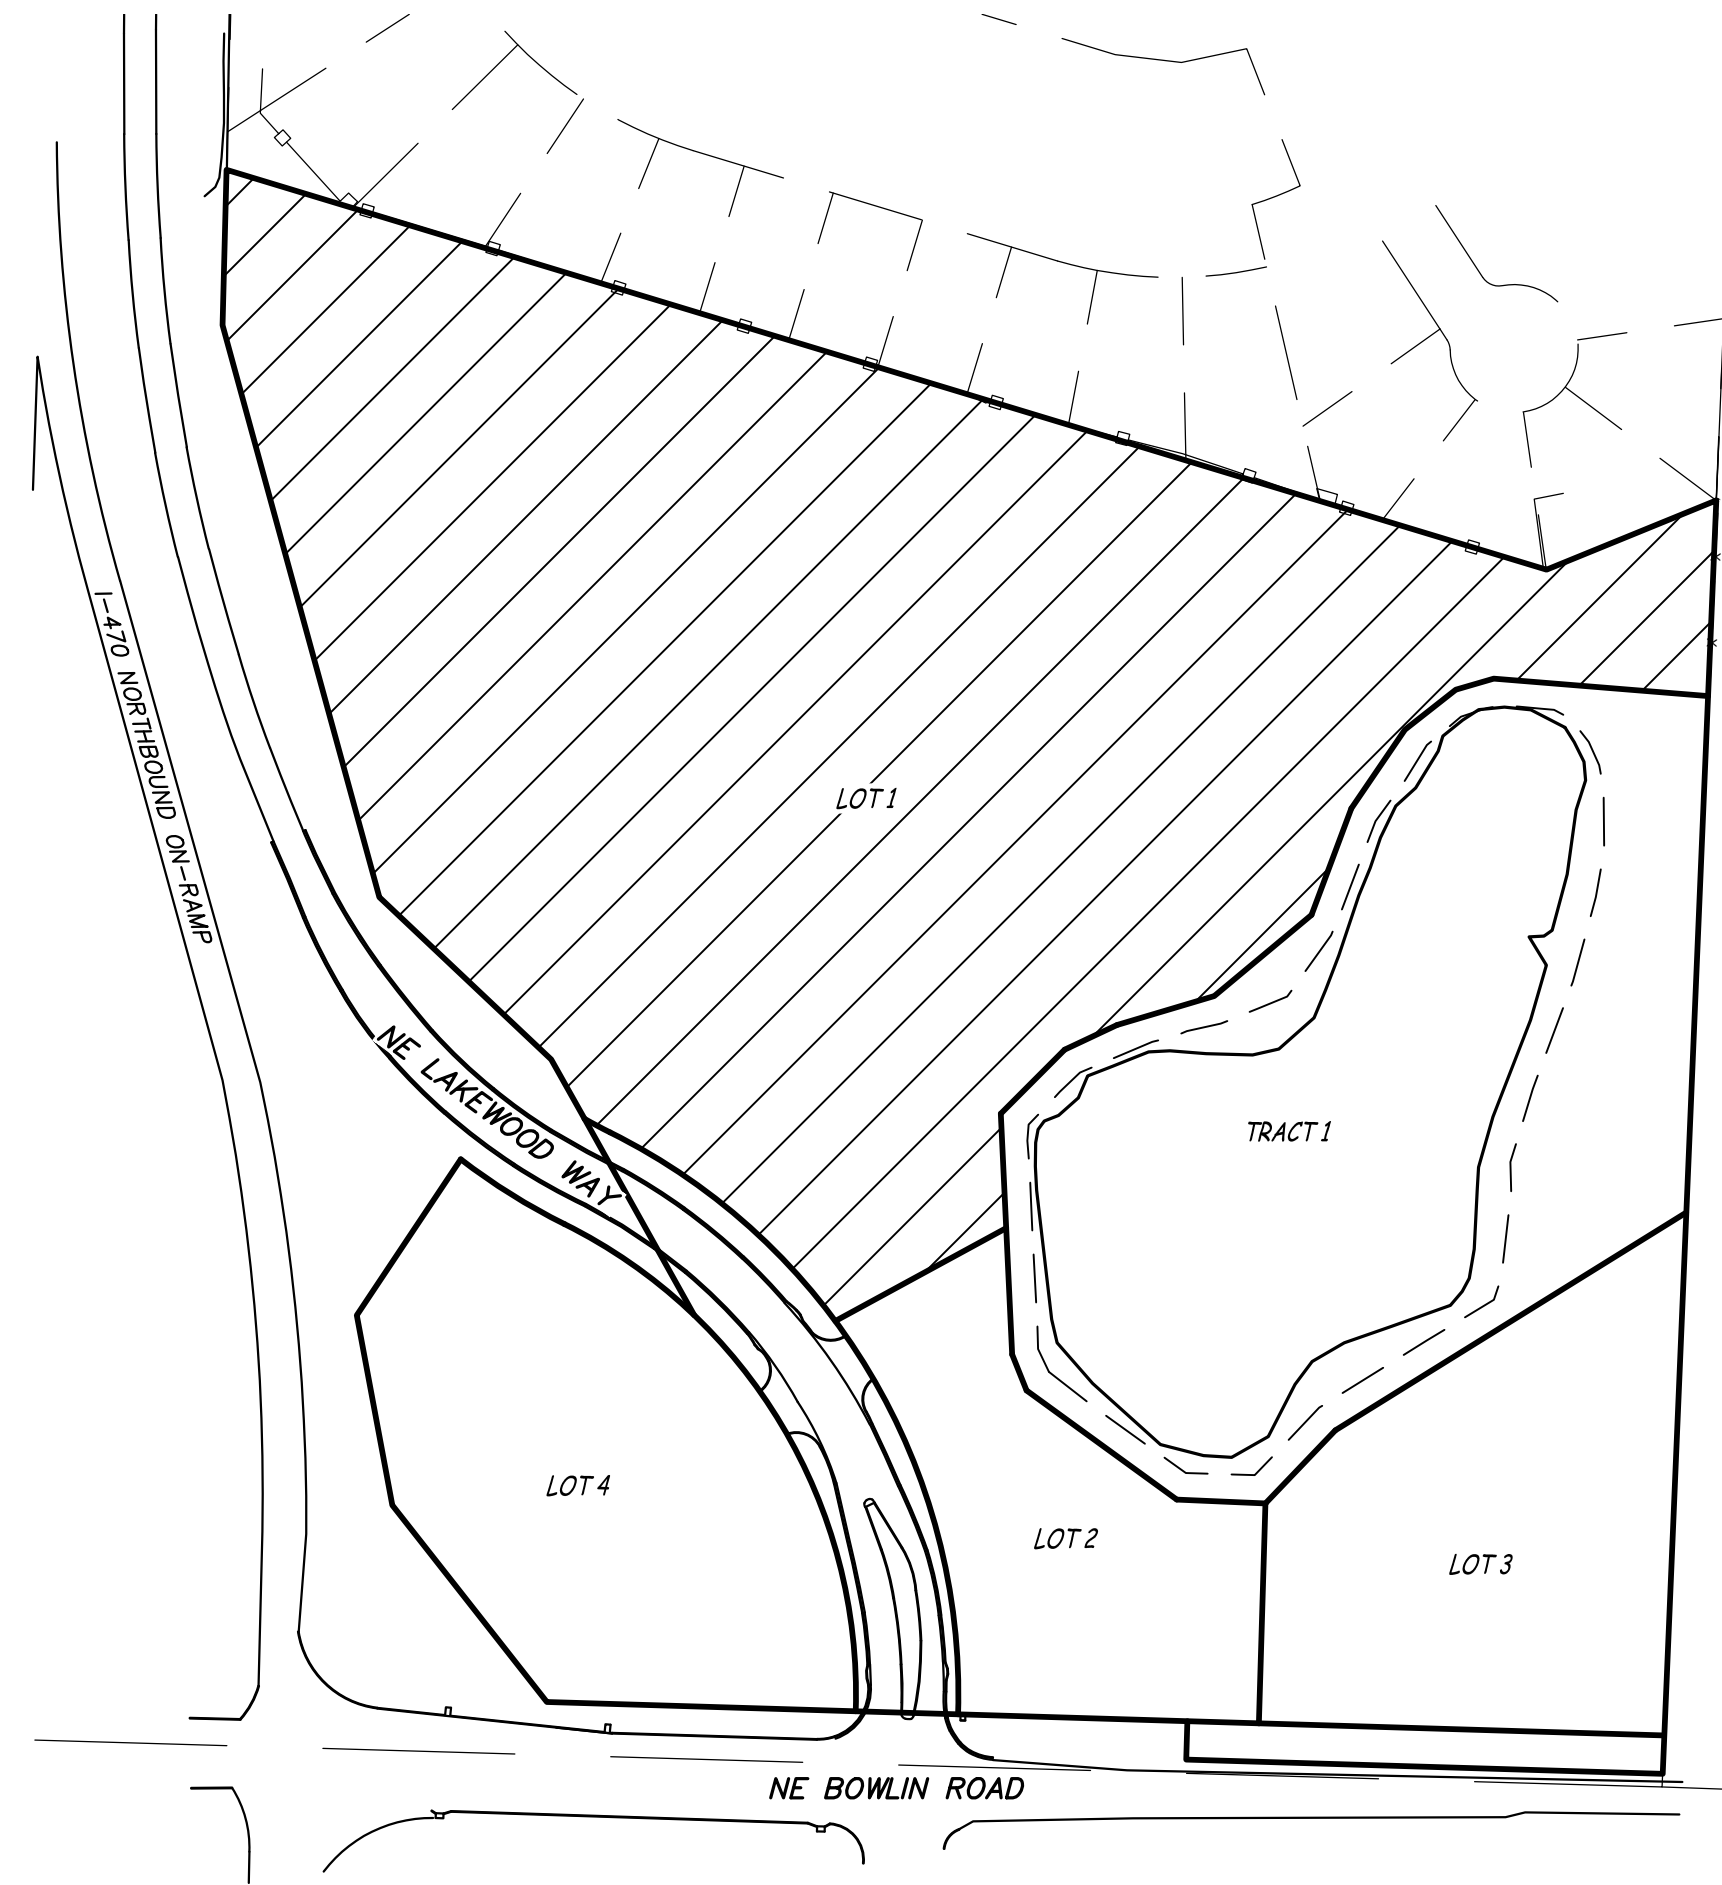 I-470 NORTHBOUND ON-RAMP
LOT 1
NE LAKEWOOD WAY
TRACT 1
LOT 4
LOT 2
LOT 3
NE BOWLIN ROAD